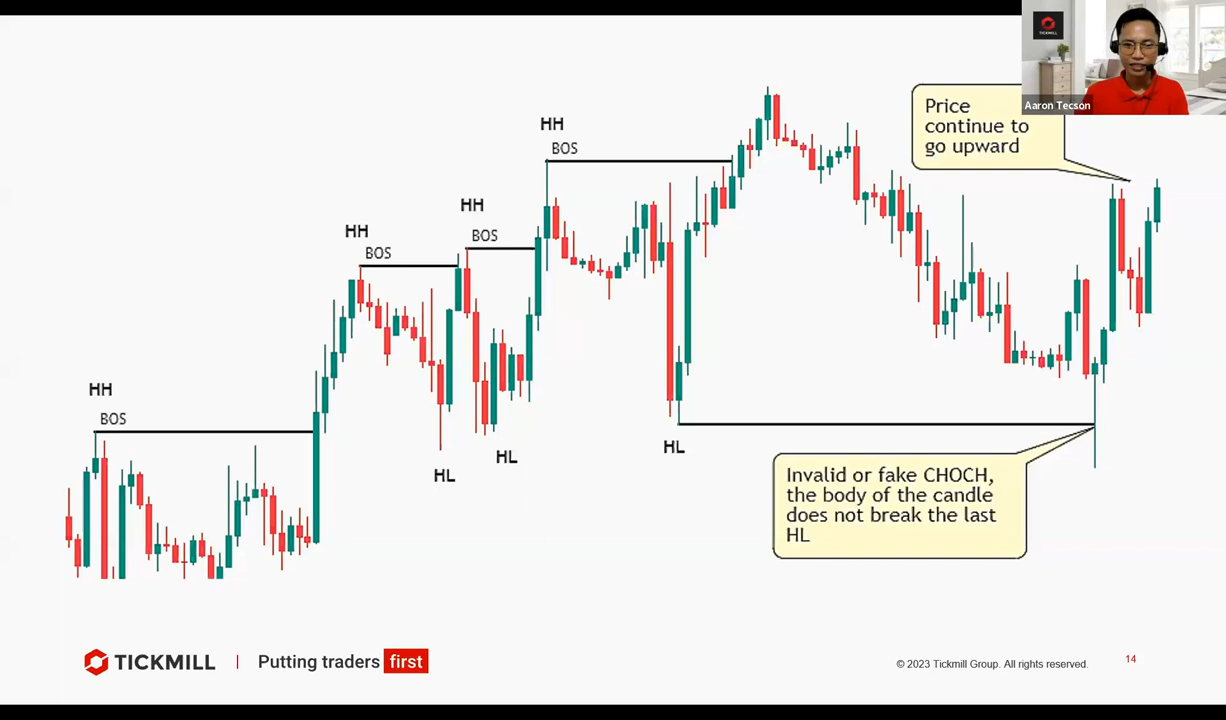 TICKMILL
Aaron Tecson
Price
continue to
go upward
HH
BOS
HH
BOS
HH
BOS
HH
BOS
HL
HL
HL
Invalid or fake CHOCH,
the body of the candle
does not break the last
HL
TICKMILL | Putting traders first
© 2023 Tickmill Group. All rights reserved.
14